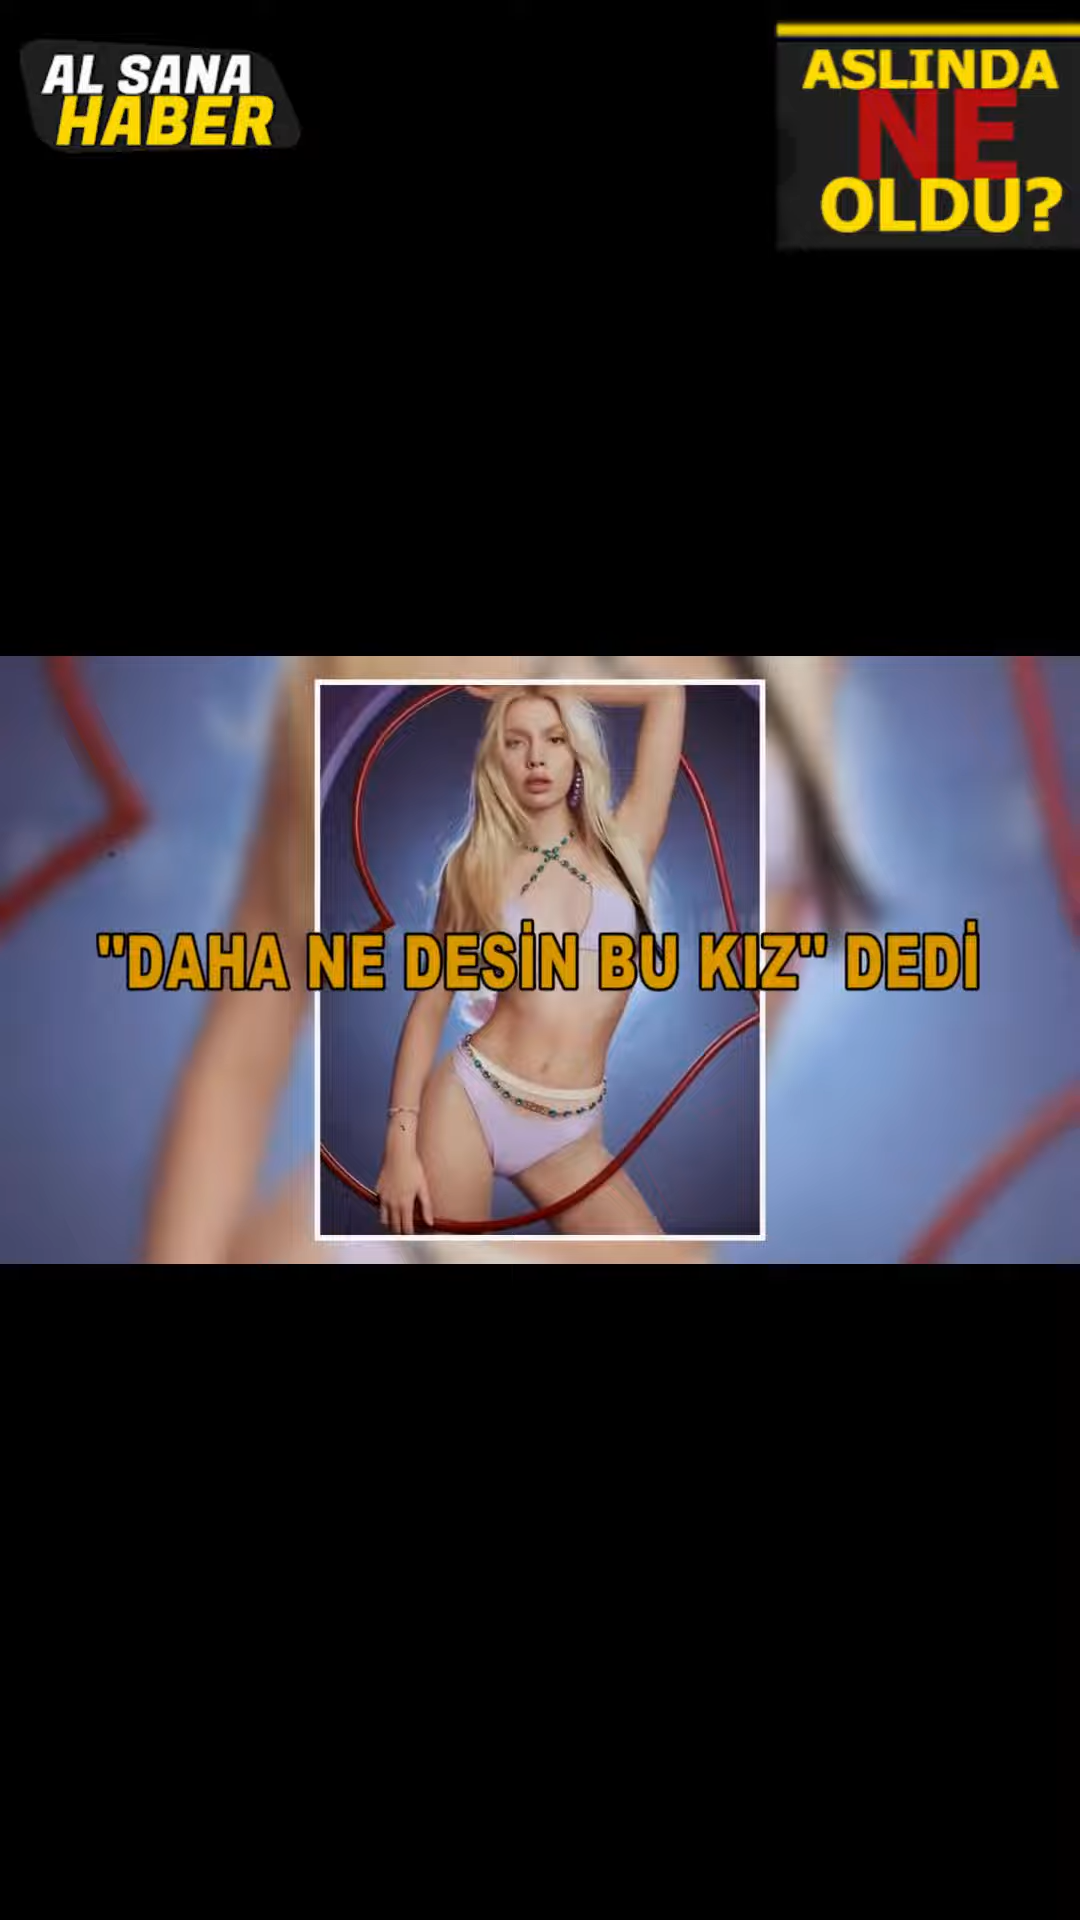 AL SANA
HABER
ASLINDA
NE
OLDU?
"DAHA NE DESİN BU KIZ" DEDİ